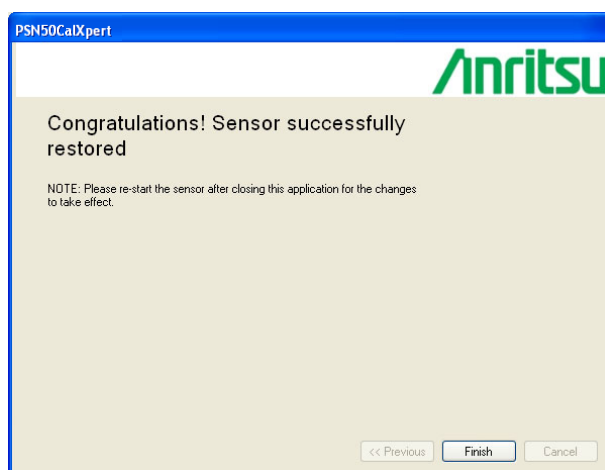 PSN50CalXpert
Anritsu
Congratulations! Sensor successfully
restored
NOTE: Please re-start the sensor after closing this application for the changes
to take effect.
<< Previous Finish Cancel